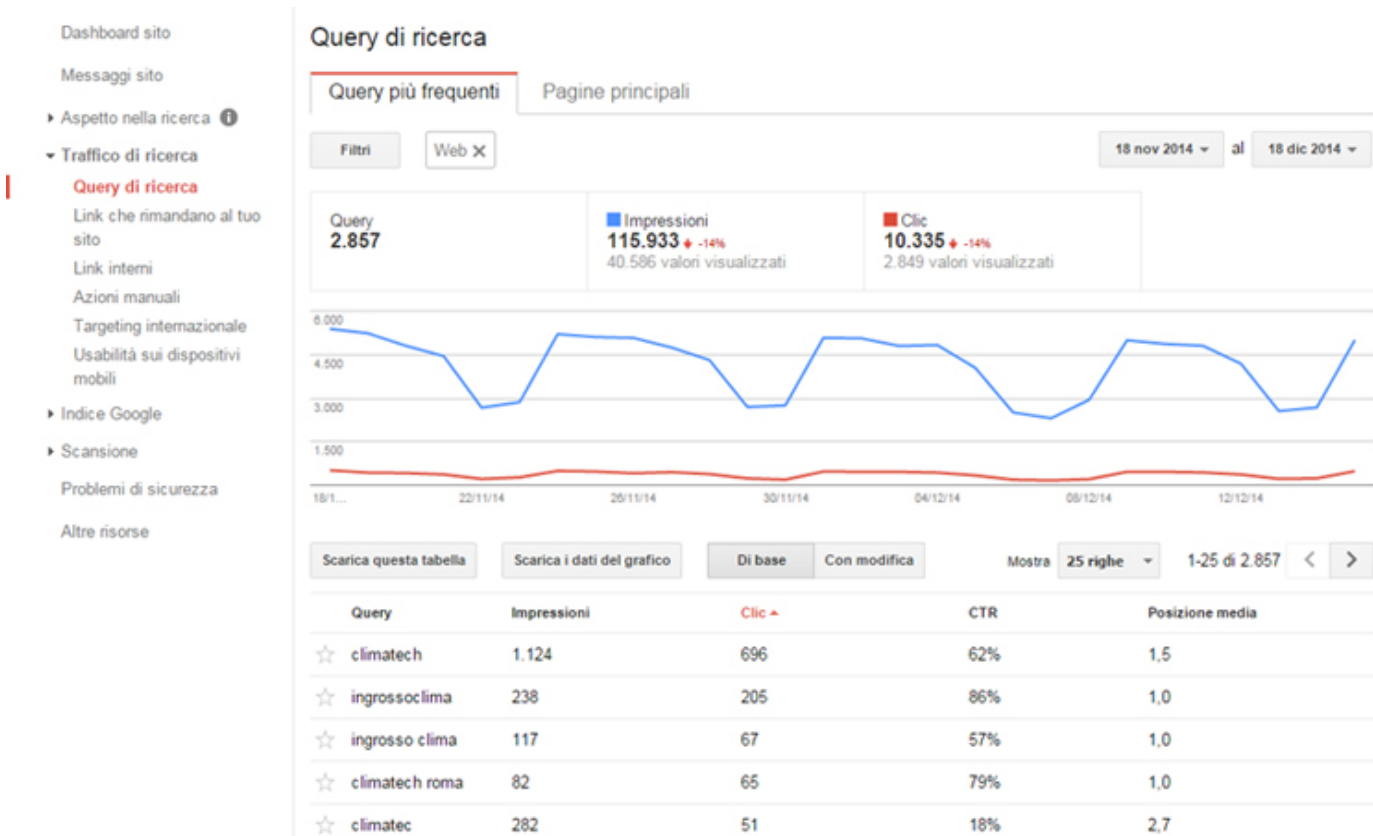 Dashboard sito
Messaggi sito
Aspetto nella ricerca
Traffico di ricerca
Query di ricerca
Link che rimandano al tuo
sito
Link interni
Azioni manuali
Targeting internazionale
Usabilità sui dispositivi
mobili
Indice Google
Scansione
Problemi di sicurezza
Altre risorse
Query di ricerca
Query più frequenti Pagine principali
Filtri Web 18 nov 2014 al 18 dic 2014
Query Impressioni Clic
2.857 115.933 -14% 10.335 -14%
40.586 valori visualizzati 2.849 valori visualizzati
6.000
4.500
3.000
1.500
18/1... 22/11/14 26/11/14 30/11/14 04/12/14 08/12/14 12/12/14
Scarica questa tabella Scarica i dati del grafico Di base Con modifica Mostra 25 righe 1-25 di 2.857
Query Impressioni Clic CTR Posizione media
climatech 1.124 696 62% 1,5
ingrossoclima 238 205 86% 1,0
ingrosso clima 117 67 57% 1,0
climatech roma 82 65 79% 1,0
climatec 282 51 18% 2,7